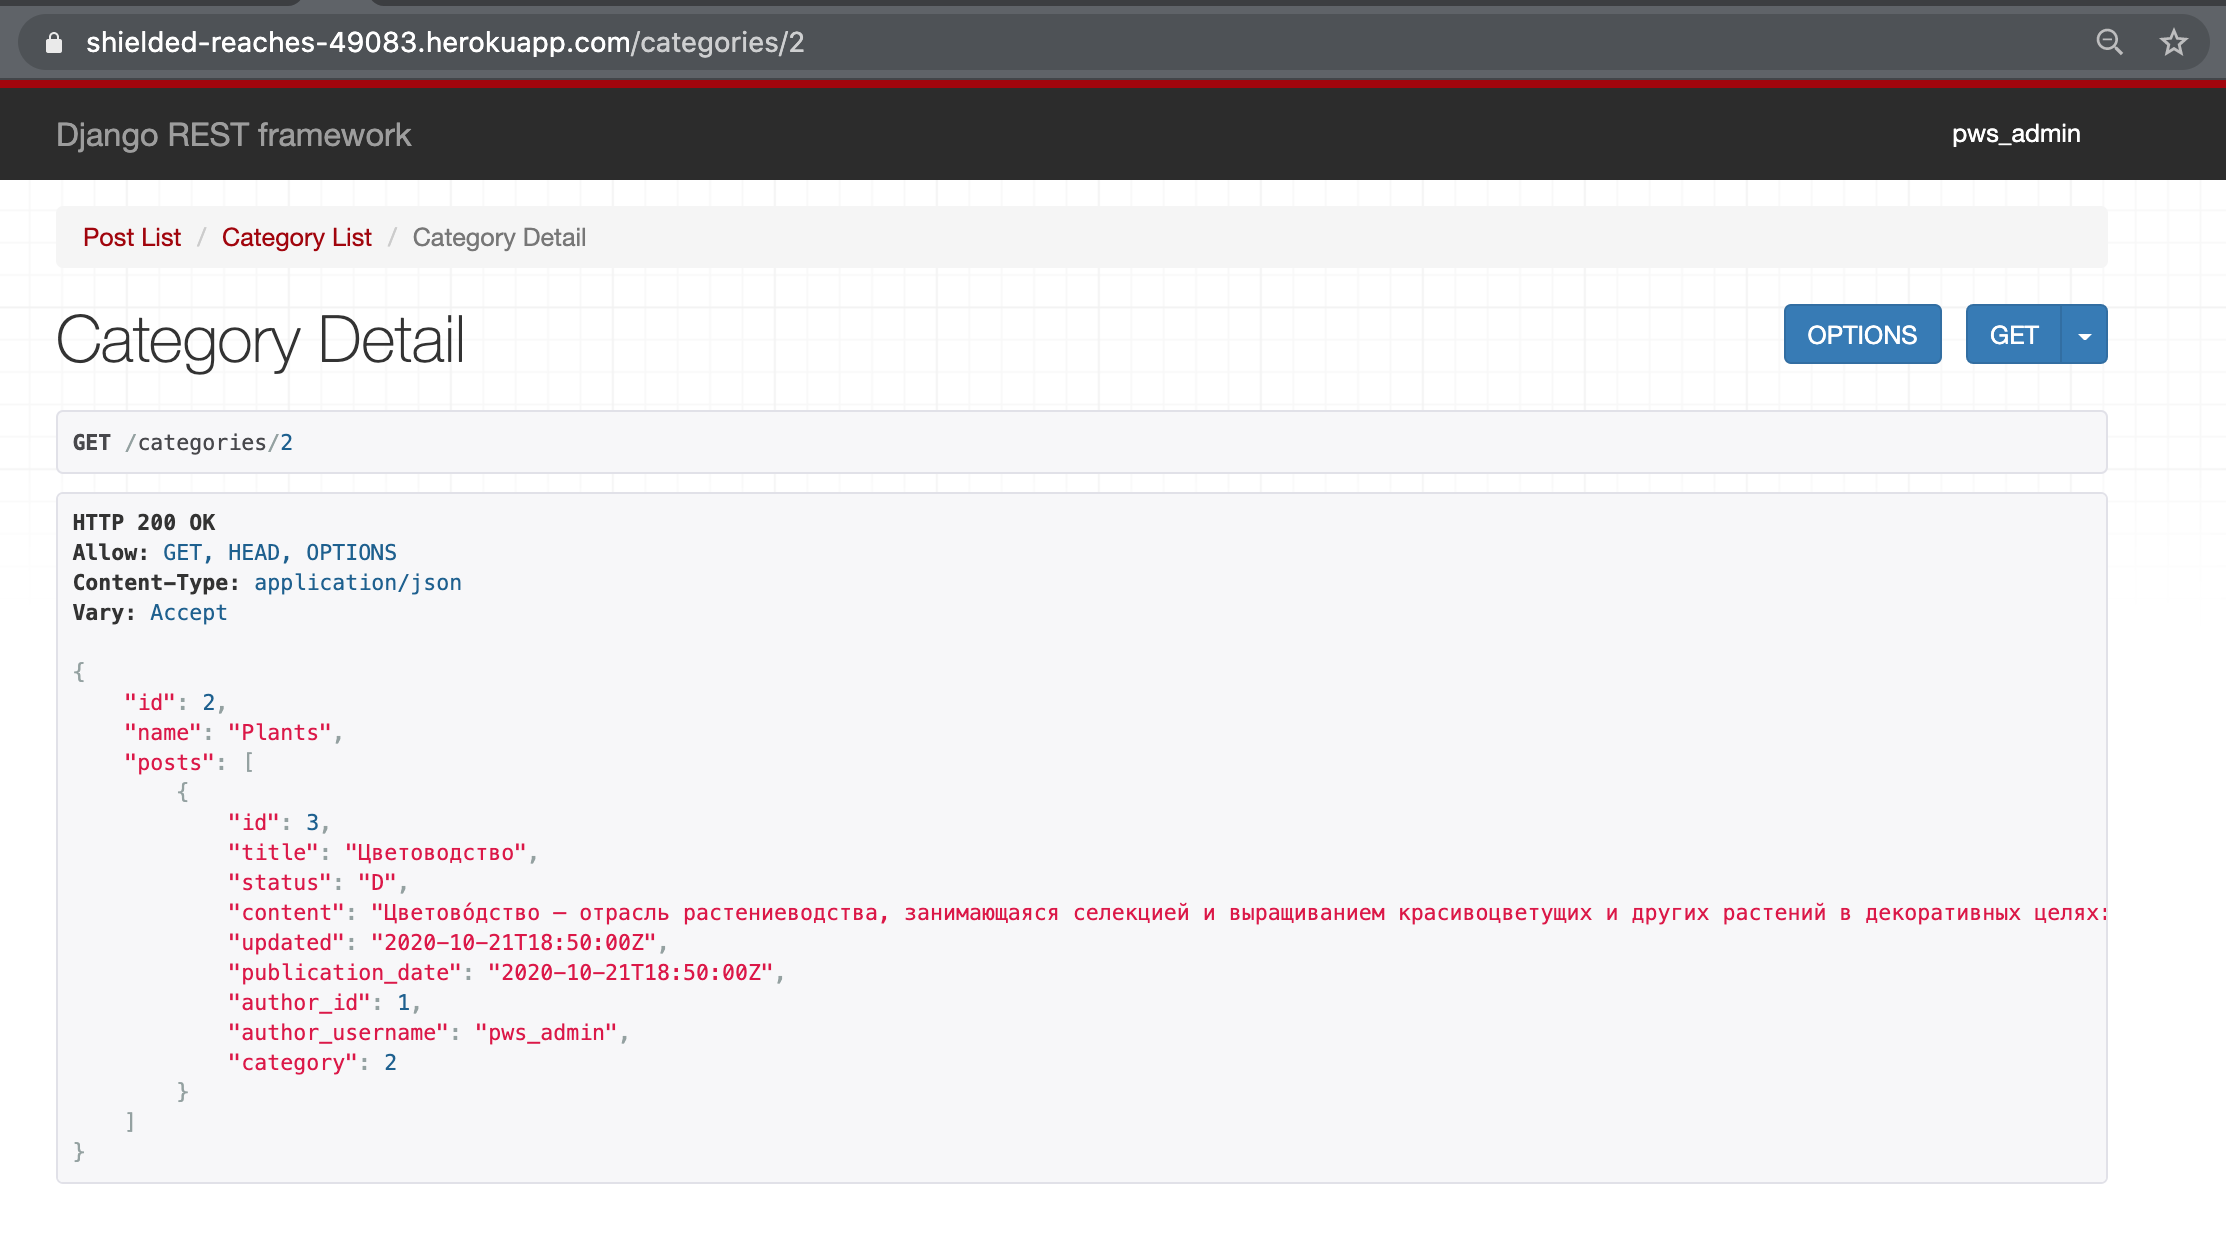 shielded-reaches-49083.herokuapp.com/categories/2
Django REST framework
pws_admin
Post List / Category List / Category Detail
Category Detail
OPTIONS
GET
GET /categories/2
HTTP 200 OK
Allow: GET, HEAD, OPTIONS
Content-Type: application/json
Vary: Accept
{
    "id": 2,
    "name": "Plants",
    "posts": [
        {
            "id": 3,
            "title": "Цветоводство",
            "status": "D",
            "content": "Цветово́дство — отрасль растениеводства, занимающаяся селекцией и выращиванием красивоцветущих и других растений в декоративных целях:
            "updated": "2020-10-21T18:50:00Z",
            "publication_date": "2020-10-21T18:50:00Z",
            "author_id": 1,
            "author_username": "pws_admin",
            "category": 2
        }
    ]
}